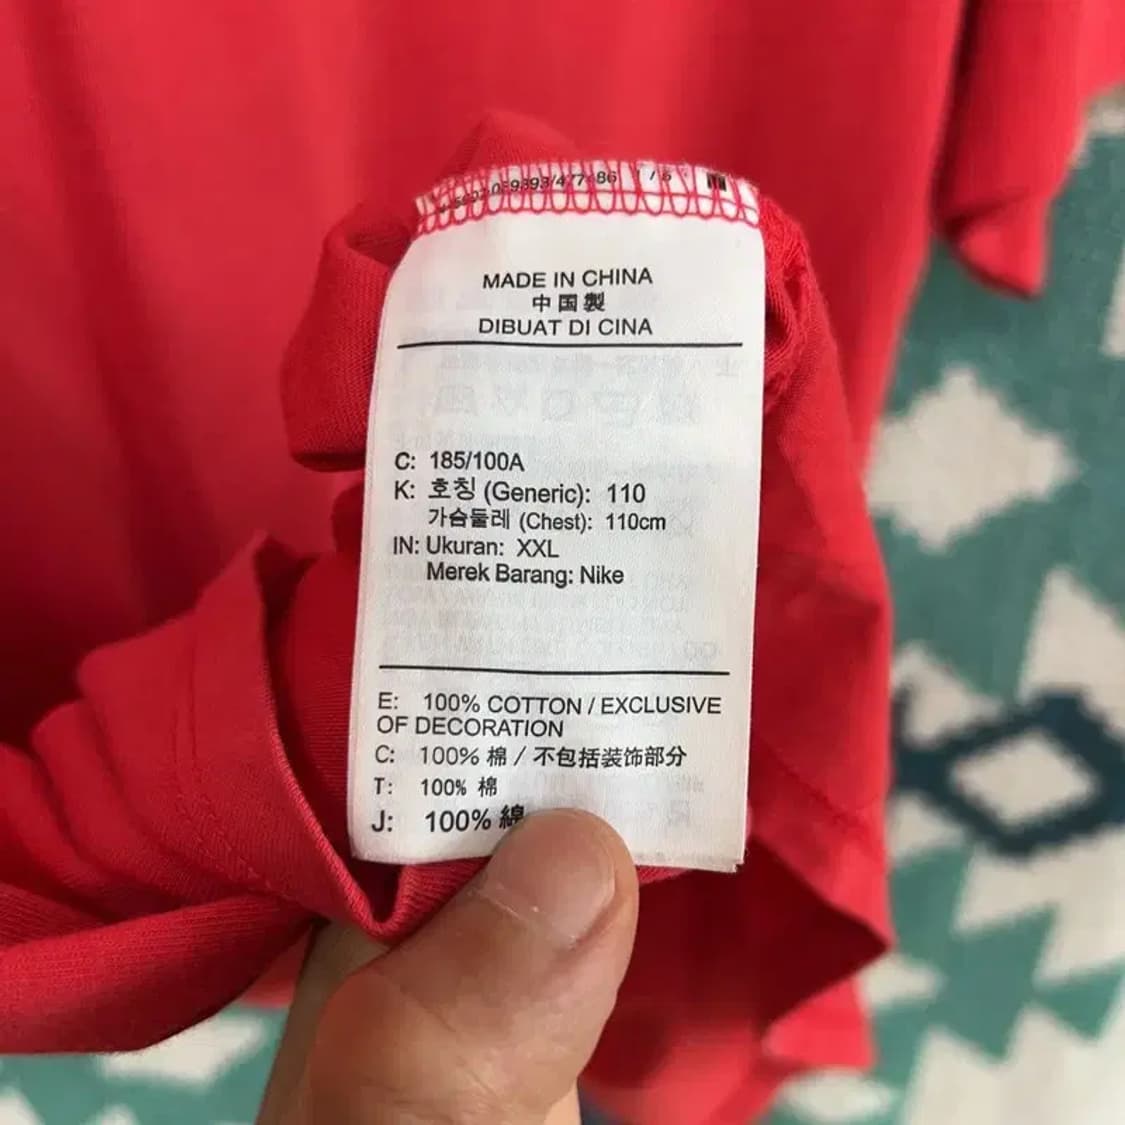 MADE IN CHINA
中国製
DIBUAT DI CINA
C: 185/100A
K: 호칭 (Generic): 110
가슴둘레 (Chest): 110cm
IN: Ukuran: XXL
Merek Barang: Nike
E: 100% COTTON / EXCLUSIVE
OF DECORATION
C: 100% 棉 / 不包括装饰部分
T: 100% 棉
J: 100% 綿